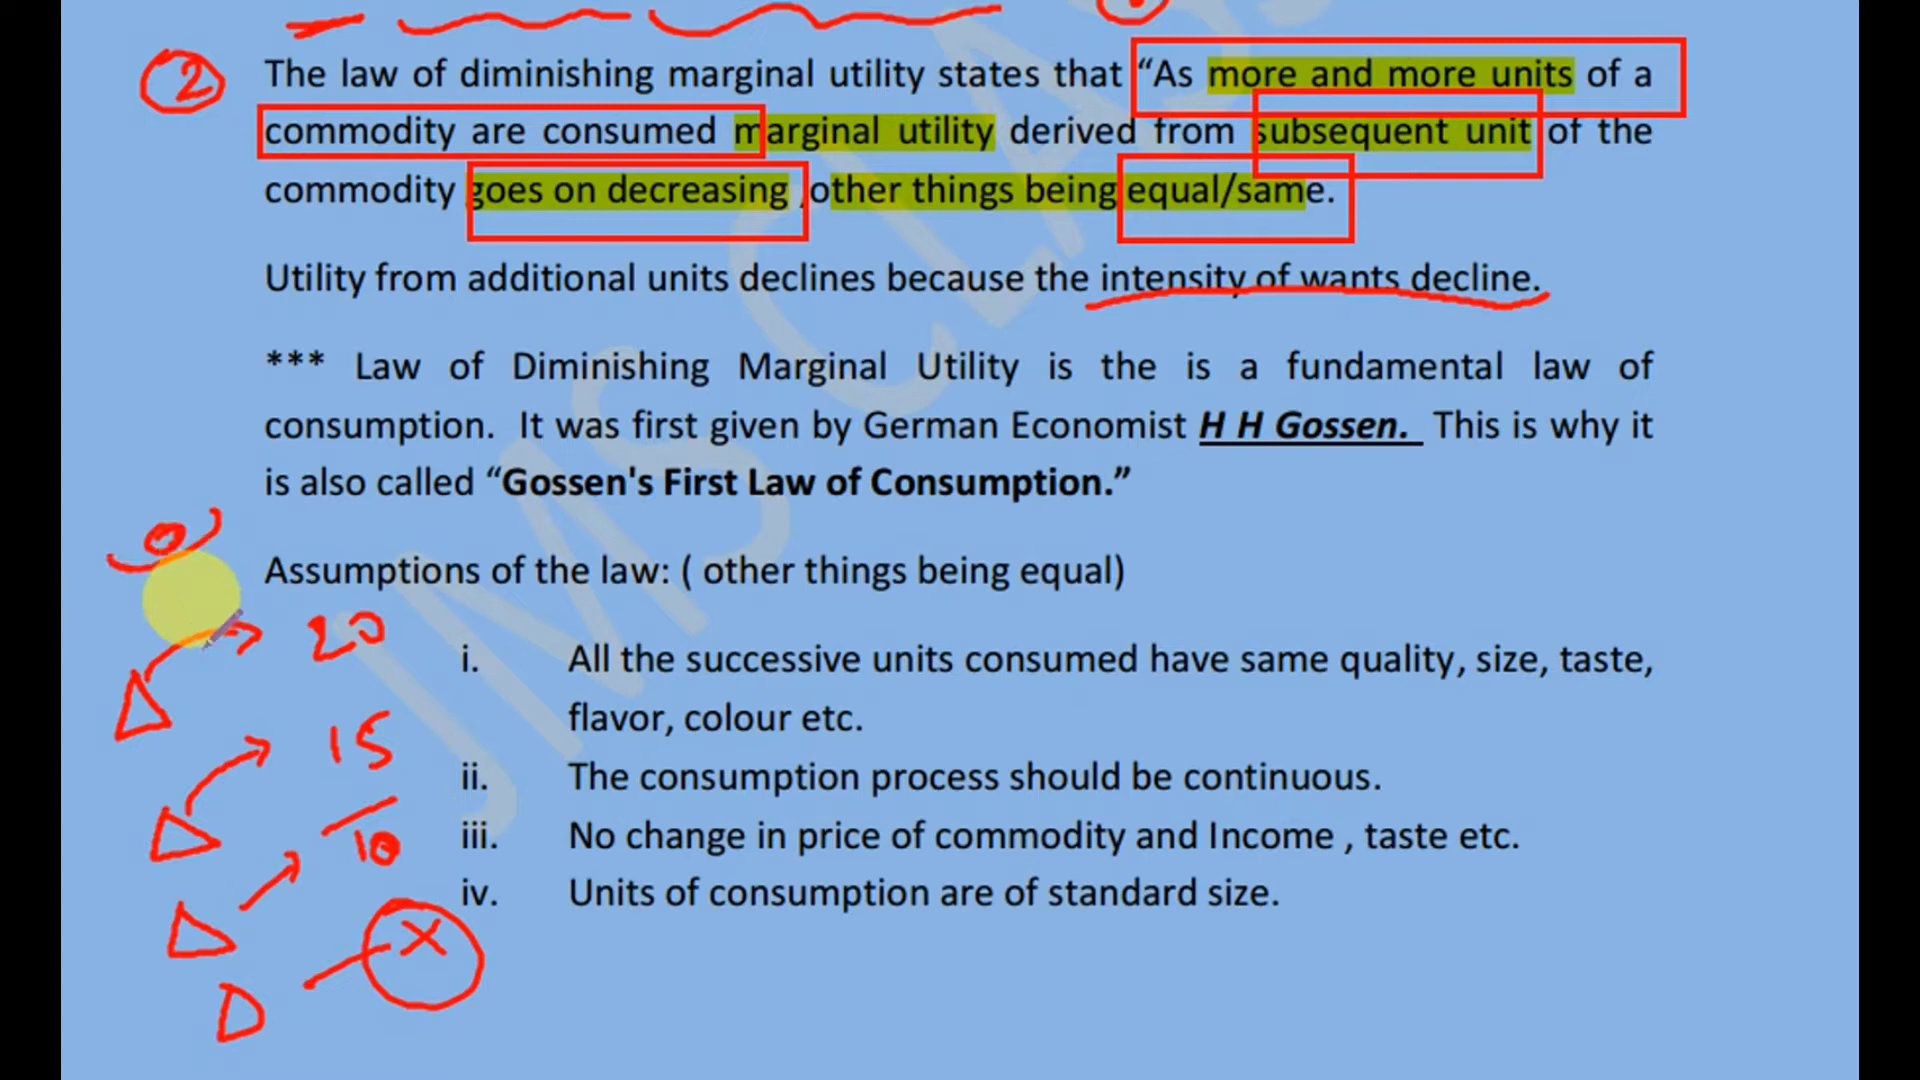 2 The law of diminishing marginal utility states that “As more and more units of a
commodity are consumed marginal utility derived from subsequent unit of the
commodity goes on decreasing ,other things being equal/same.
Utility from additional units declines because the intensity of wants decline.
*** Law of Diminishing Marginal Utility is the is a fundamental law of
consumption. It was first given by German Economist H H Gossen. This is why it
is also called “Gossen's First Law of Consumption.”
Assumptions of the law: ( other things being equal)
20
i. All the successive units consumed have same quality, size, taste,
flavor, colour etc.
15
ii. The consumption process should be continuous.
10
iii. No change in price of commodity and Income , taste etc.
iv. Units of consumption are of standard size.
X
JMS CLASS